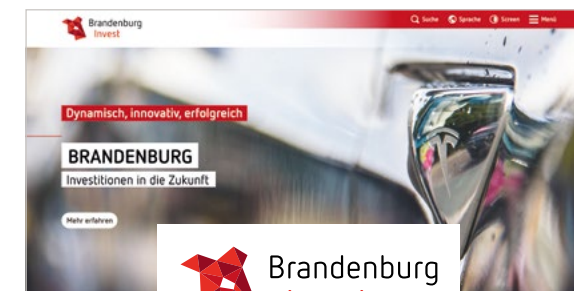 Brandenburg
Invest
Suche Sprache Screen Menü
Dynamisch, innovativ, erfolgreich
BRANDENBURG
Investitionen in die Zukunft
Mehr erfahren
Brandenburg